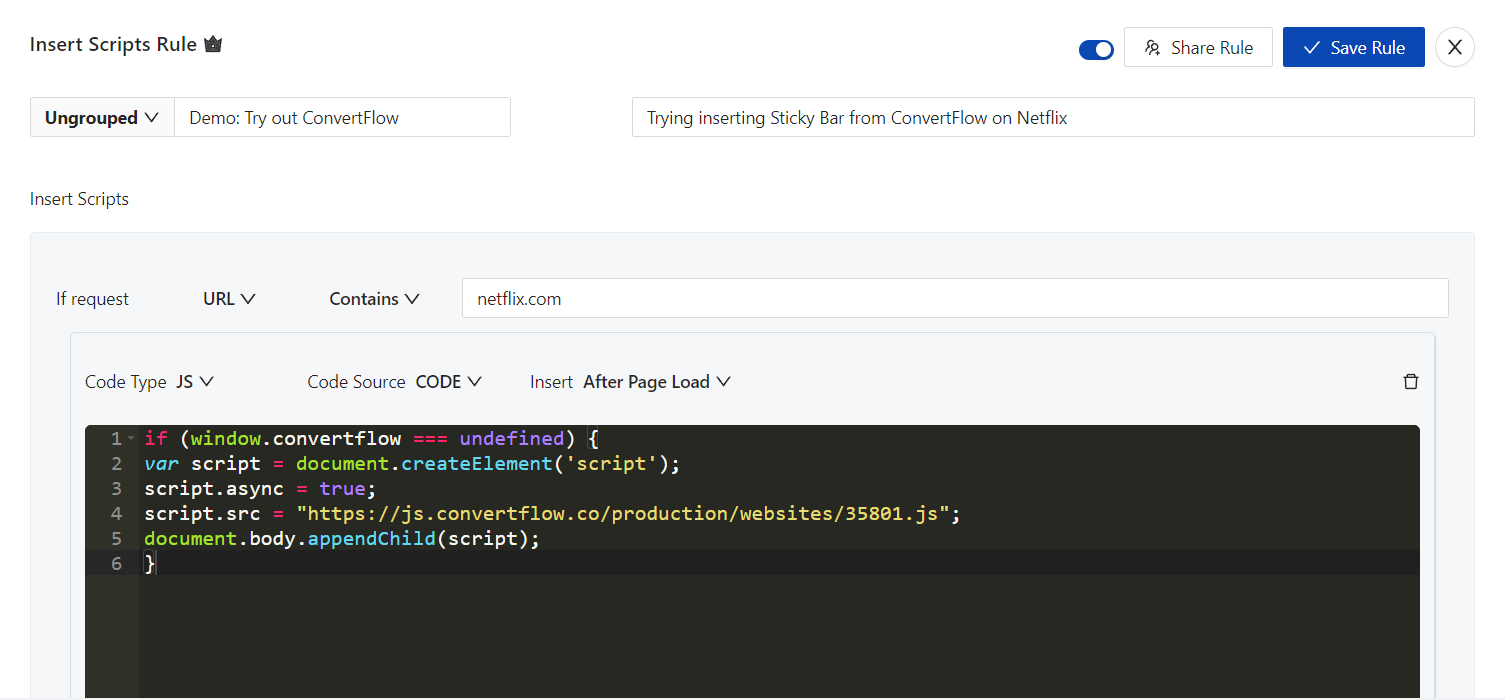 Insert Scripts Rule
Share Rule
Save Rule
Ungrouped
Demo: Try out ConvertFlow
Trying inserting Sticky Bar from ConvertFlow on Netflix
Insert Scripts
If request URL Contains netflix.com
Code Type JS Code Source CODE Insert After Page Load
1 if (window.convertflow === undefined) {
2 var script = document.createElement('script');
3 script.async = true;
4 script.src = "https://js.convertflow.co/production/websites/35801.js";
5 document.body.appendChild(script);
6 }